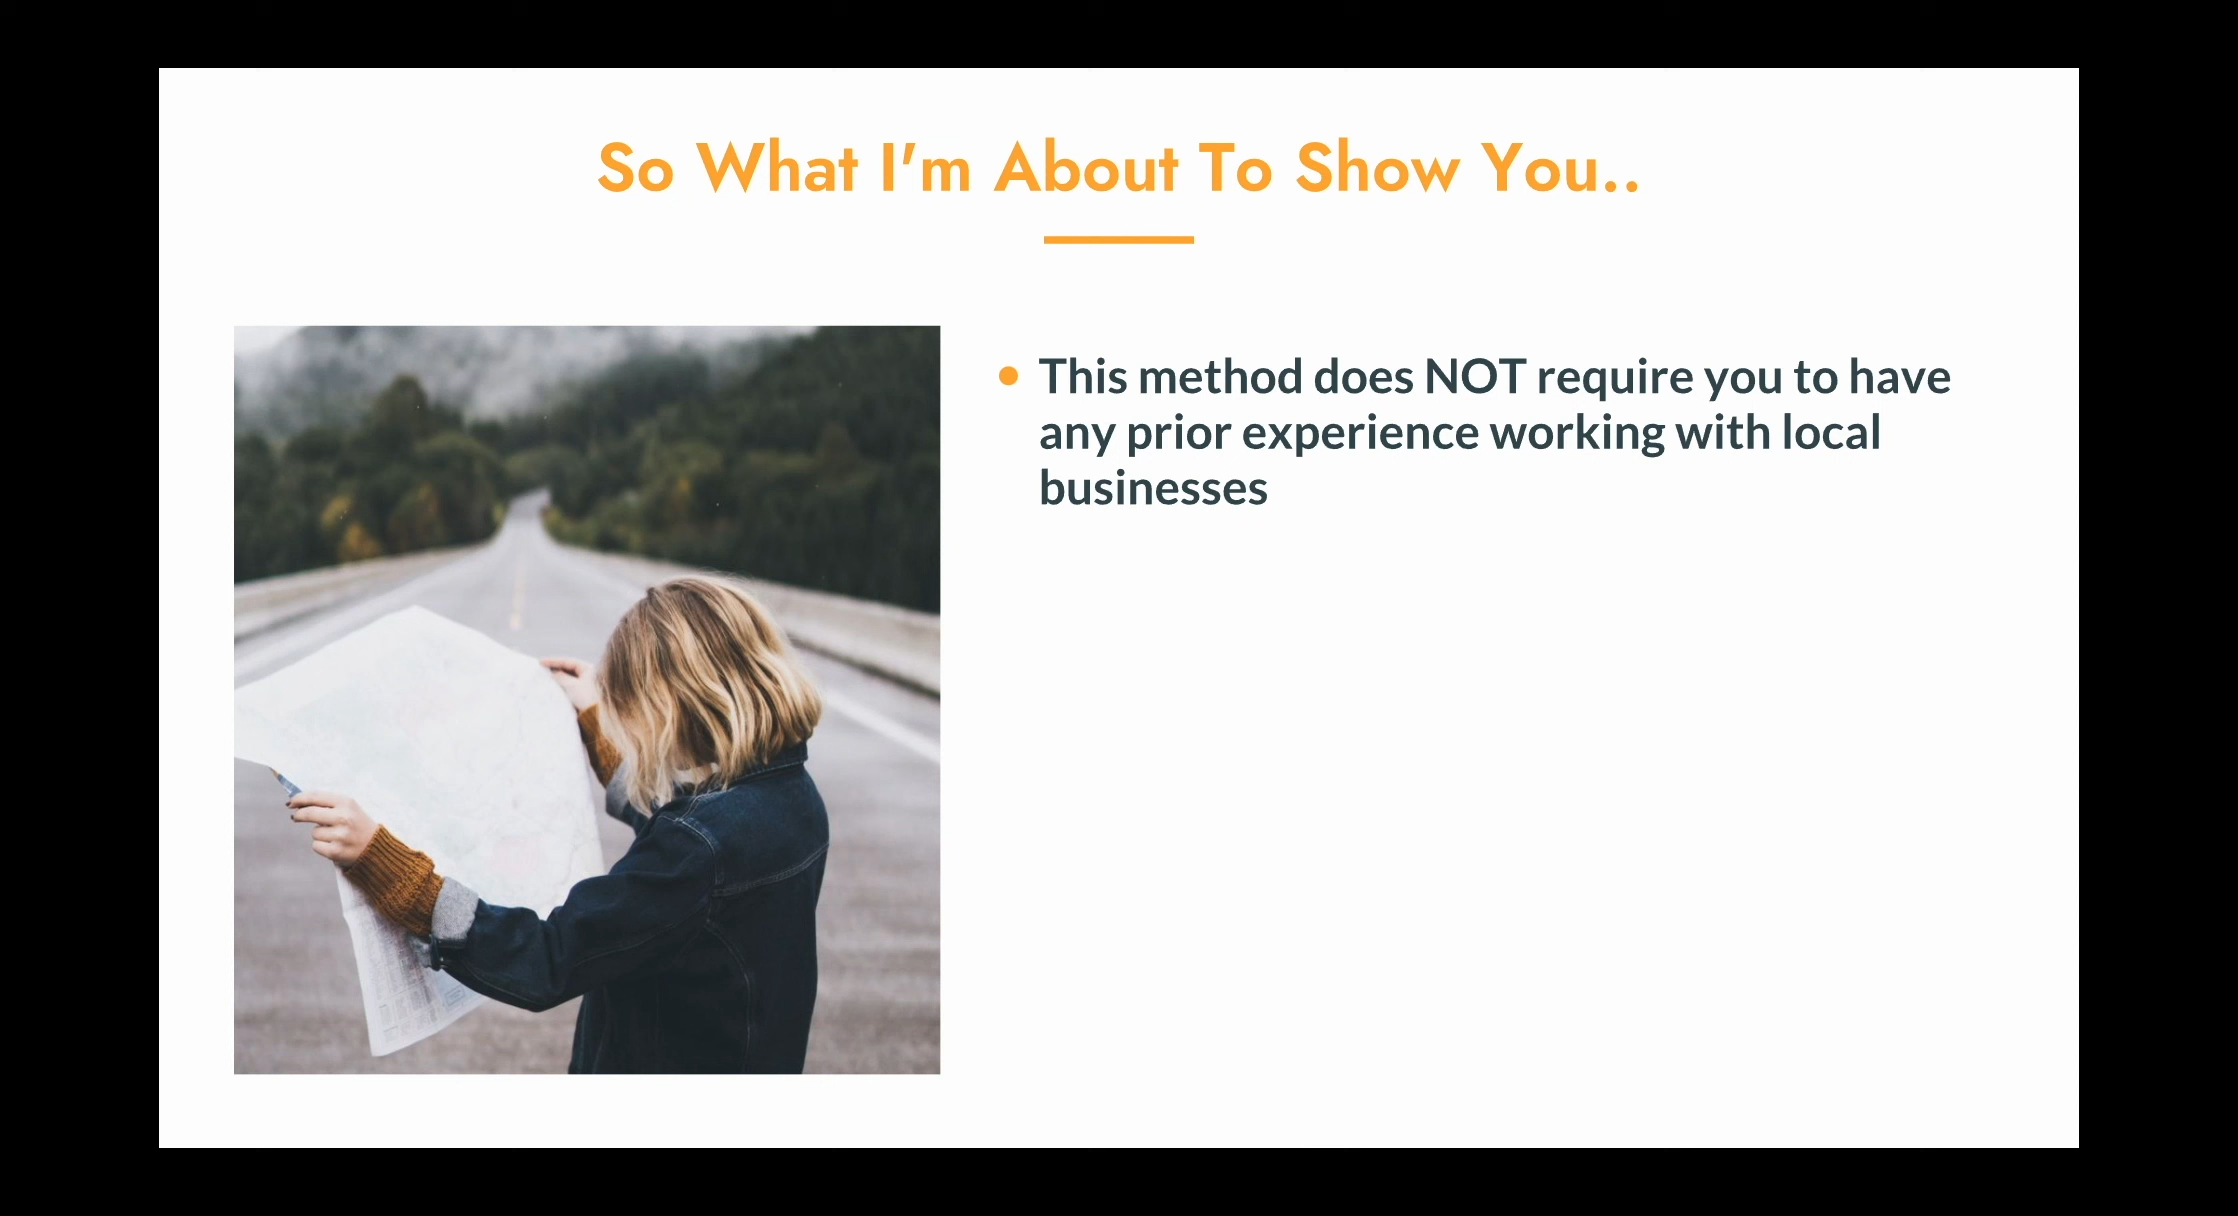 So What I'm About To Show You..
This method does NOT require you to have
any prior experience working with local
businesses